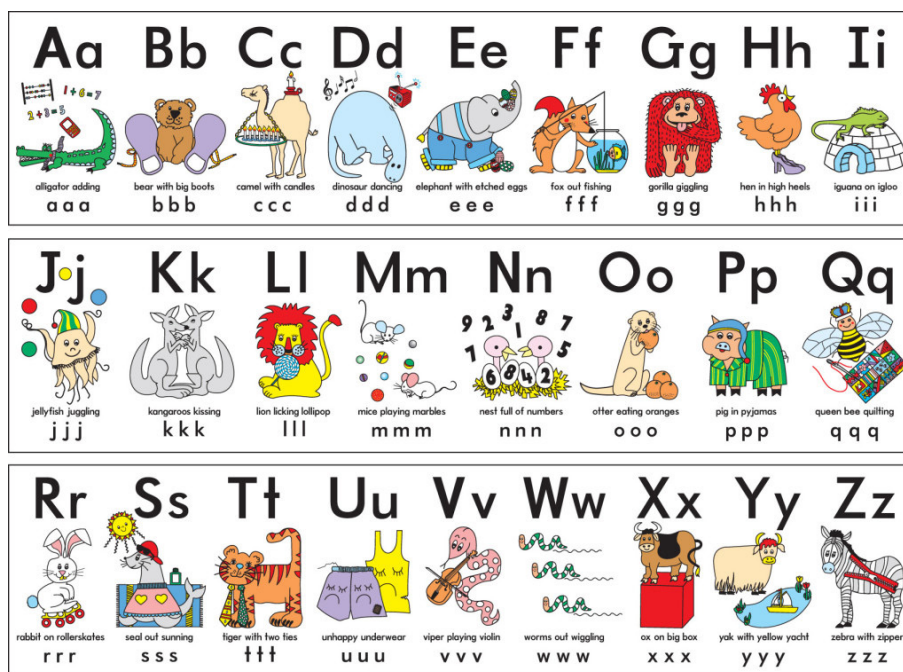 Aa Bb Cc Dd Ee Ff Gg Hh Ii
1+6=7
2+3=5
alligator adding bear with big boots camel with candles dinosaur dancing elephant with etched eggs fox out fishing gorilla giggling hen in high heels iguana on igloo
a a a b b b c c c d d d e e e f f f g g g h h h i i i
Jj Kk Ll Mm Nn Oo Pp Qq
9 2 3 1 8 7
7 5
6 8 4 2
jellyfish juggling kangaroos kissing lion licking lollipop mice playing marbles nest full of numbers otter eating oranges pig in pyjamas queen bee quilting
j j j k k k l l l m m m n n n o o o p p p q q q
Rr Ss Tt Uu Vv Ww Xx Yy Zz
rabbit on rollerskates seal out sunning tiger with two ties unhappy underwear viper playing violin worms out wiggling ox on big box yak with yellow yacht zebra with zipper
r r r s s s t t t u u u v v v w w w x x x y y y z z z